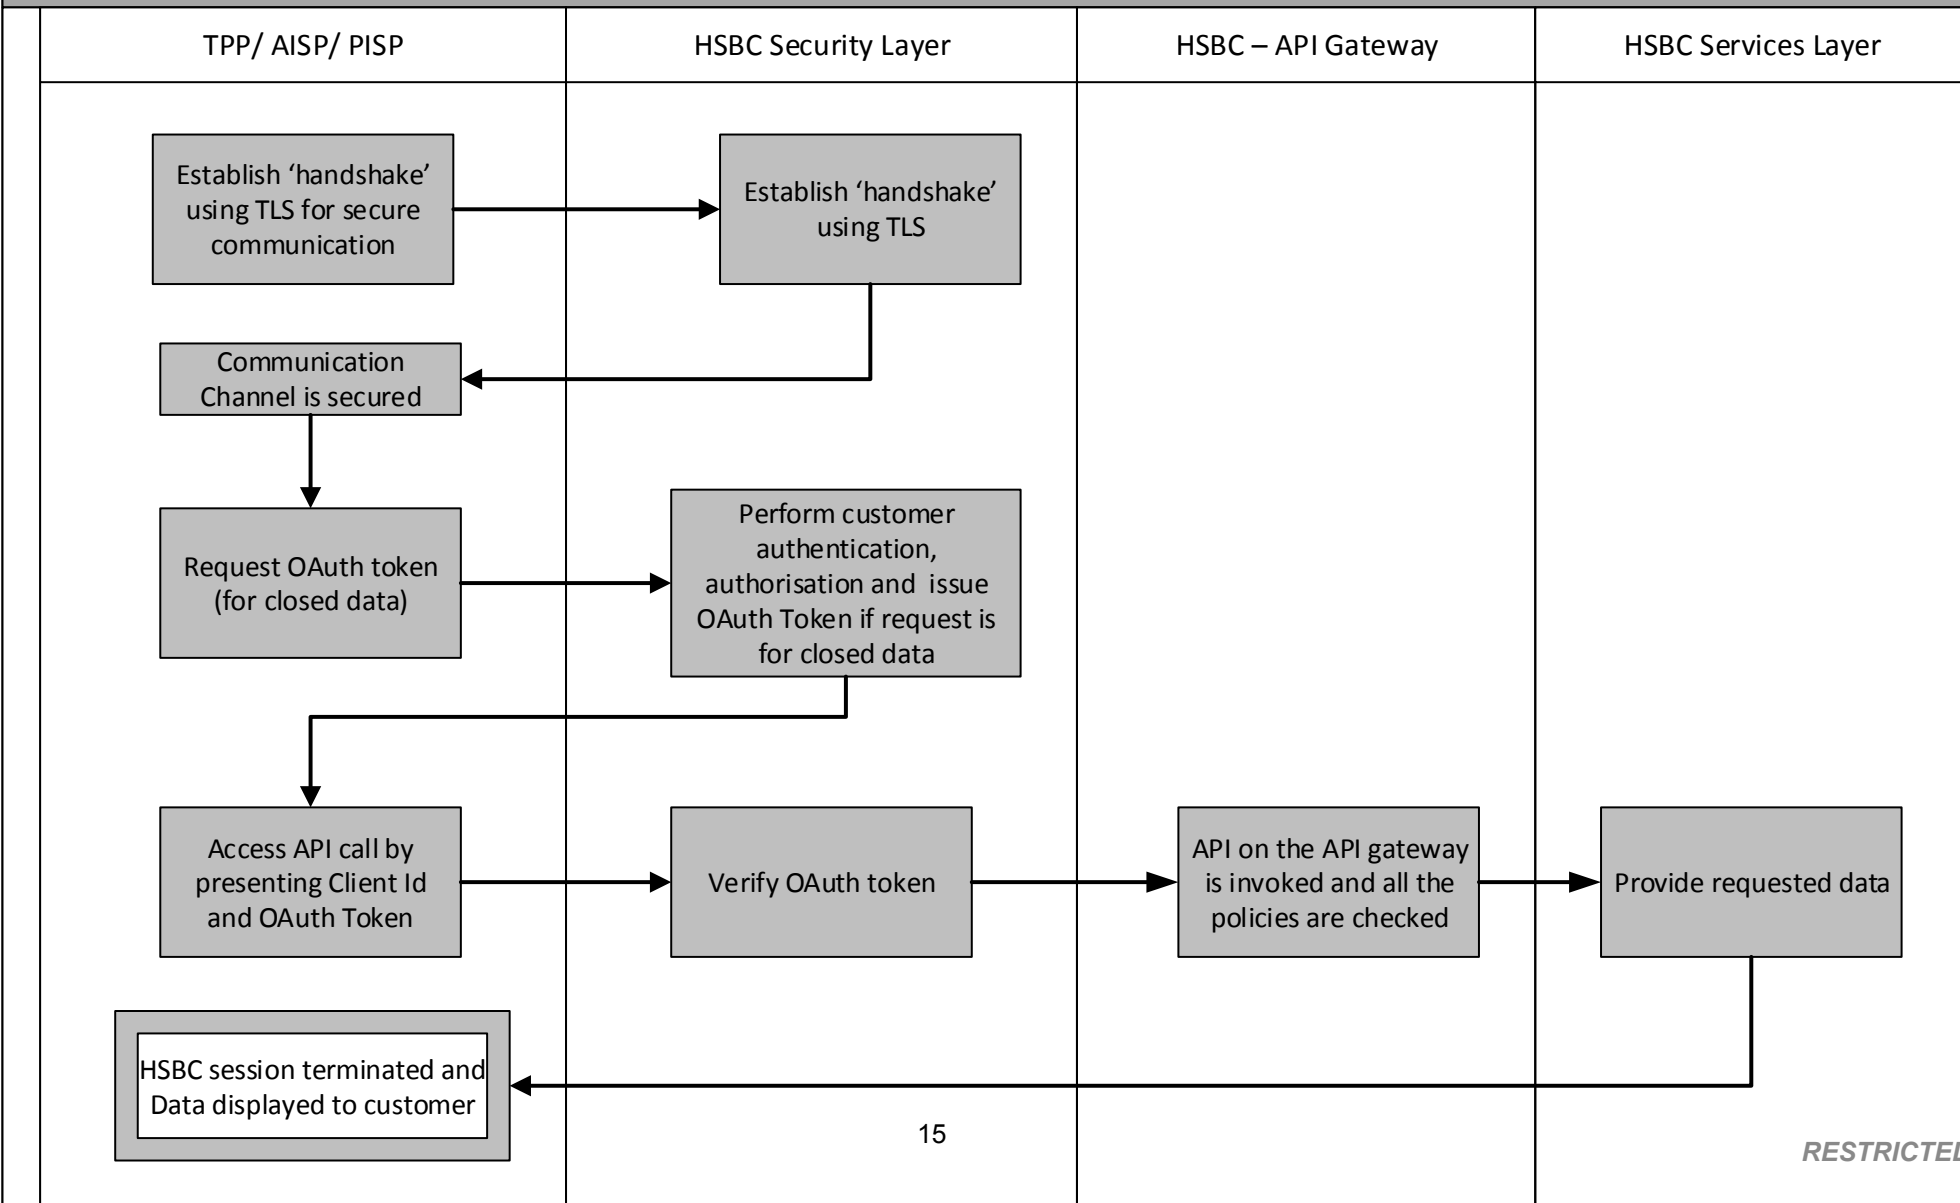 TPP/ AISP/ PISP
HSBC Security Layer
HSBC – API Gateway
HSBC Services Layer
Establish ‘handshake’
using TLS for secure
communication
Establish ‘handshake’
using TLS
Communication
Channel is secured
Request OAuth token
(for closed data)
Perform customer
authentication,
authorisation and issue
OAuth Token if request is
for closed data
Access API call by
presenting Client Id
and OAuth Token
Verify OAuth token
API on the API gateway
is invoked and all the
policies are checked
Provide requested data
HSBC session terminated and
Data displayed to customer
15
RESTRICTED